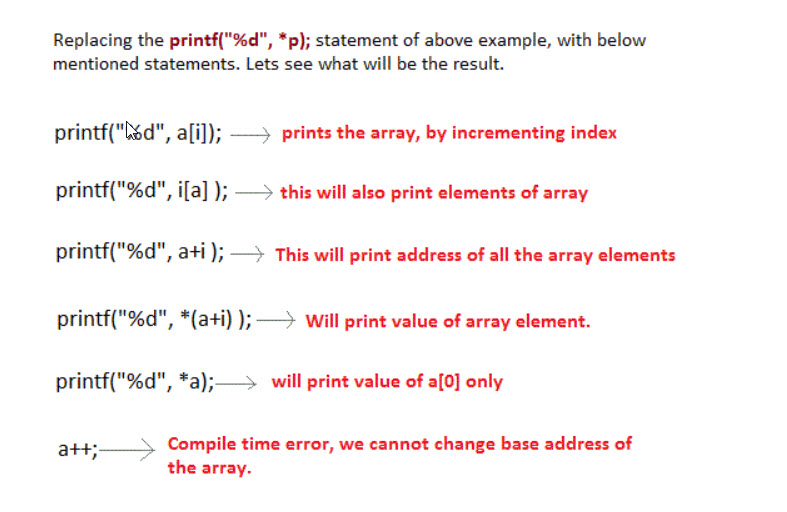 Replacing the printf("%d", *p); statement of above example, with below
mentioned statements. Lets see what will be the result.
printf("%d", a[i]); → prints the array, by incrementing index
printf("%d", i[a] ); → this will also print elements of array
printf("%d", a+i ); → This will print address of all the array elements
printf("%d", *(a+i) ); → Will print value of array element.
printf("%d", *a); → will print value of a[0] only
a++; → Compile time error, we cannot change base address of
the array.